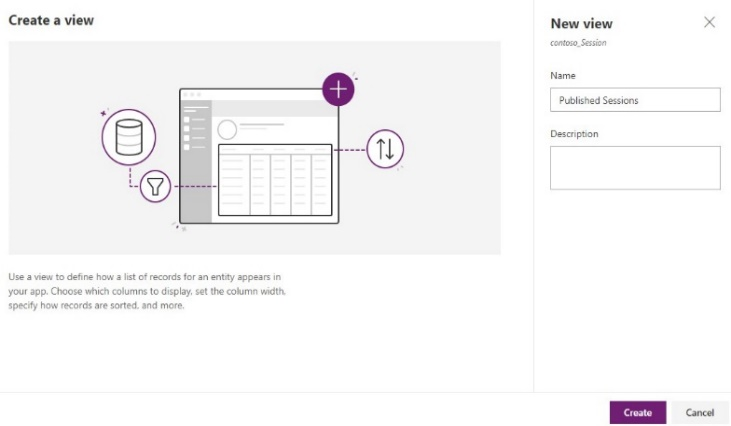 Create a view
Use a view to define how a list of records for an entity appears in
your app. Choose which columns to display, set the column width,
specify how records are sorted, and more.
New view
contoso_Session
Name
Published Sessions
Description
Create
Cancel